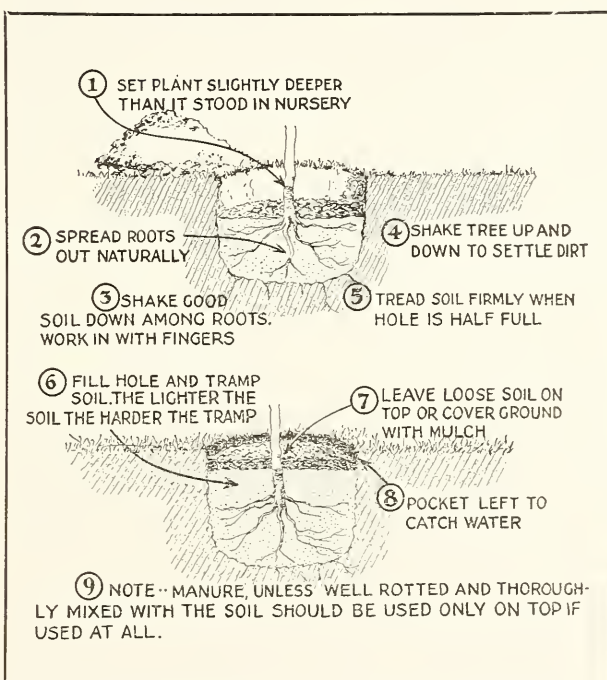 1 SET PLANT SLIGHTLY DEEPER
THAN IT STOOD IN NURSERY
2 SPREAD ROOTS
OUT NATURALLY
3 SHAKE GOOD
SOIL DOWN AMONG ROOTS.
WORK IN WITH FINGERS
4 SHAKE TREE UP AND
DOWN TO SETTLE DIRT
5 TREAD SOIL FIRMLY WHEN
HOLE IS HALF FULL
6 FILL HOLE AND TRAMP
SOIL. THE LIGHTER THE
SOIL THE HARDER THE TRAMP
7 LEAVE LOOSE SOIL ON
TOP OR COVER GROUND
WITH MULCH
8 POCKET LEFT TO
CATCH WATER
9 NOTE-- MANURE, UNLESS WELL ROTTED AND THOROUGH-
LY MIXED WITH THE SOIL SHOULD BE USED ONLY ON TOP IF
USED AT ALL.